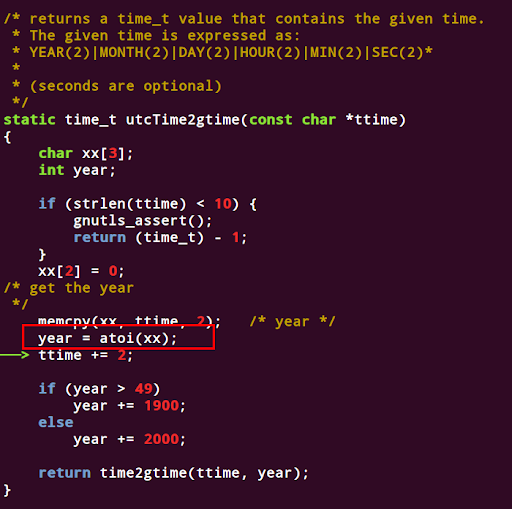 /* returns a time_t value that contains the given time.
 * The given time is expressed as:
 * YEAR(2)|MONTH(2)|DAY(2)|HOUR(2)|MIN(2)|SEC(2)*
 *
 * (seconds are optional)
 */
static time_t utcTime2gtime(const char *ttime)
{
    char xx[3];
    int year;

    if (strlen(ttime) < 10) {
        gnutls_assert();
        return (time_t) - 1;
    }
    xx[2] = 0;
/* get the year
 */
    memcpy(xx, ttime, 2);   /* year */
    year = atoi(xx);
    ttime += 2;

    if (year > 49)
        year += 1900;
    else
        year += 2000;

    return time2gtime(ttime, year);
}